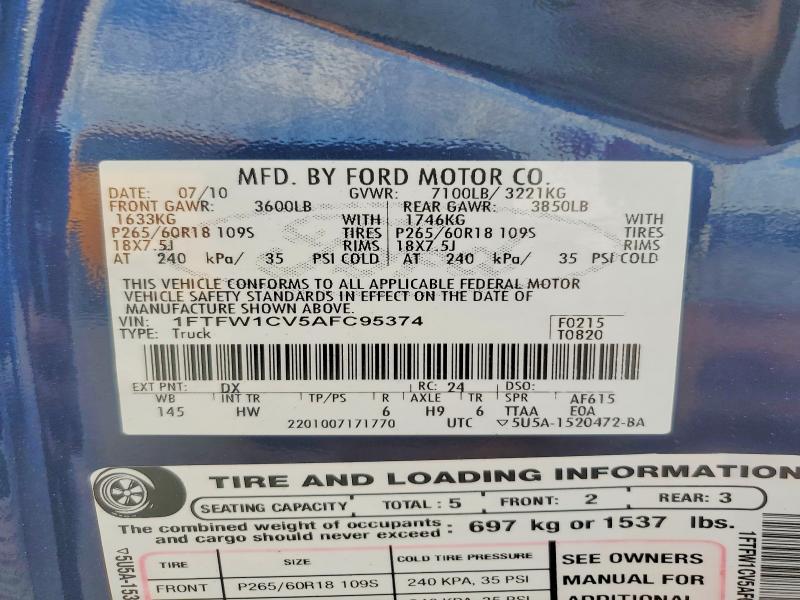 MFD. BY FORD MOTOR CO.
DATE: 07/10 GVWR: 7100LB/ 3221KG
FRONT GAWR: 3600LB REAR GAWR: 3850LB
1633KG WITH 1746KG WITH
P265/60R18 109S TIRES P265/60R18 109S TIRES
18X7.5J RIMS 18X7.5J RIMS
AT 240 kPa/ 35 PSI COLD AT 240 kPa/ 35 PSI COLD
THIS VEHICLE CONFORMS TO ALL APPLICABLE FEDERAL MOTOR
VEHICLE SAFETY STANDARDS IN EFFECT ON THE DATE OF
MANUFACTURE SHOWN ABOVE.
VIN: 1FTFW1CV5AFC95374 F0215
TYPE: Truck T0820
EXT PNT: DX RC: 24 DSO:
WB INT TR TP/PS R AXLE TR SPR AF615
145 HW 6 H9 6 TTAA E0A
2201007171770 UTC ▽5U5A-1520472-BA
TIRE AND LOADING INFORMATION
SEATING CAPACITY TOTAL : 5 FRONT: 2 REAR: 3
The combined weight of occupants and cargo should never exceed : 697 kg or 1537 lbs.
TIRE SIZE COLD TIRE PRESSURE SEE OWNERS
FRONT P265/60R18 109S 240 KPA, 35 PSI MANUAL FOR
ADDITIONAL
▽5U5A-153
1FTFW1CV5AF